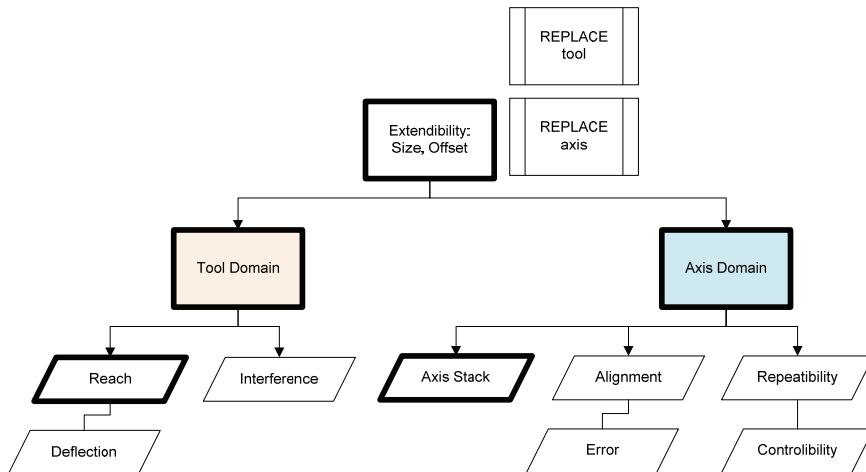 REPLACE
tool
Extendibility:
Size, Offset
REPLACE
axis
Tool Domain
Axis Domain
Reach
Interference
Axis Stack
Alignment
Repeatibility
Deflection
Error
Controlibility